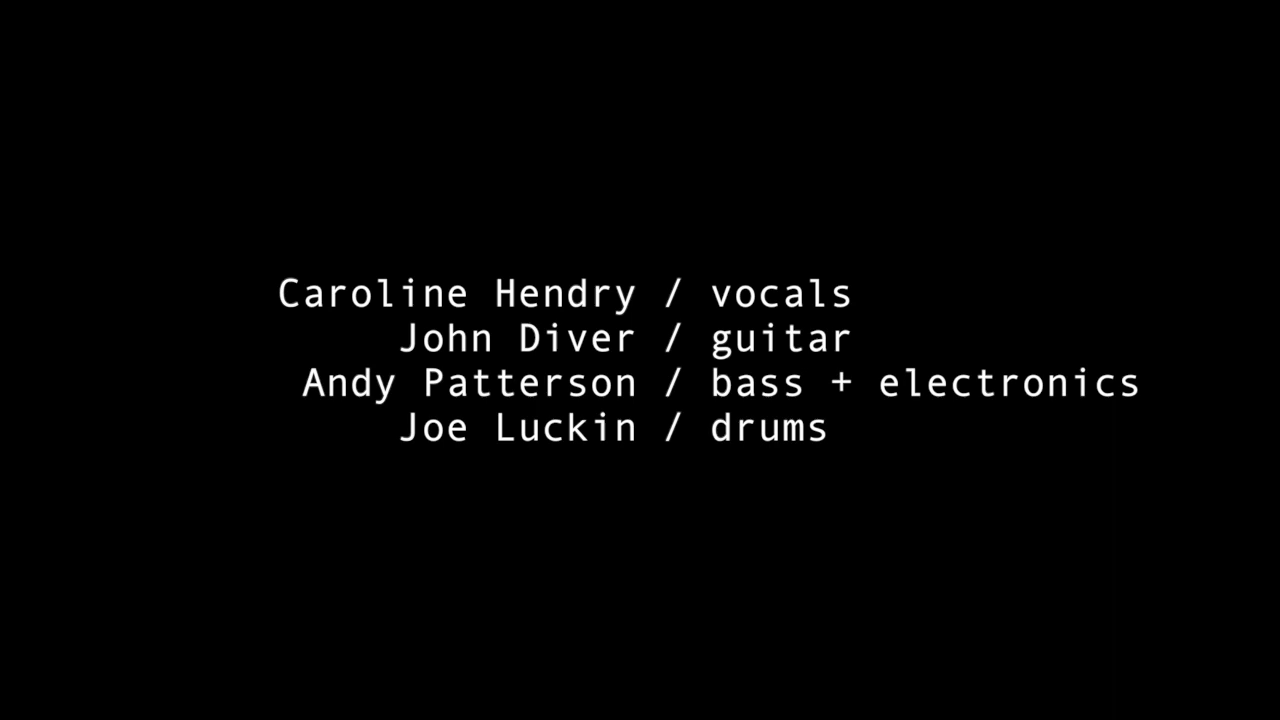 Caroline Hendry / vocals
John Diver / guitar
Andy Patterson / bass + electronics
Joe Luckin / drums